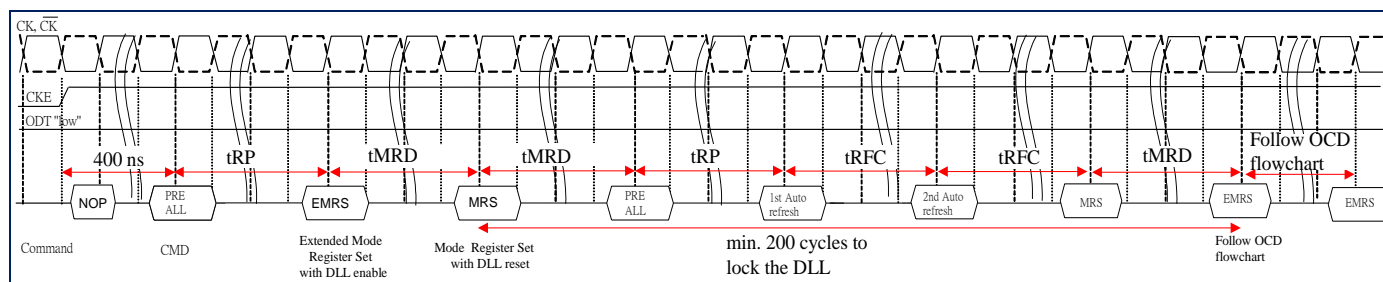 CK, CK
CKE
ODT "low"
400 ns
tRP
tMRD
tMRD
tRP
tRFC
tRFC
tMRD
Follow OCD
flowchart
NOP
PRE
ALL
EMRS
MRS
PRE
ALL
1st Auto
refresh
2nd Auto
refresh
MRS
EMRS
EMRS
Command
CMD
Extended Mode
Register Set
with DLL enable
Mode Register Set
with DLL reset
min. 200 cycles to
lock the DLL
Follow OCD
flowchart